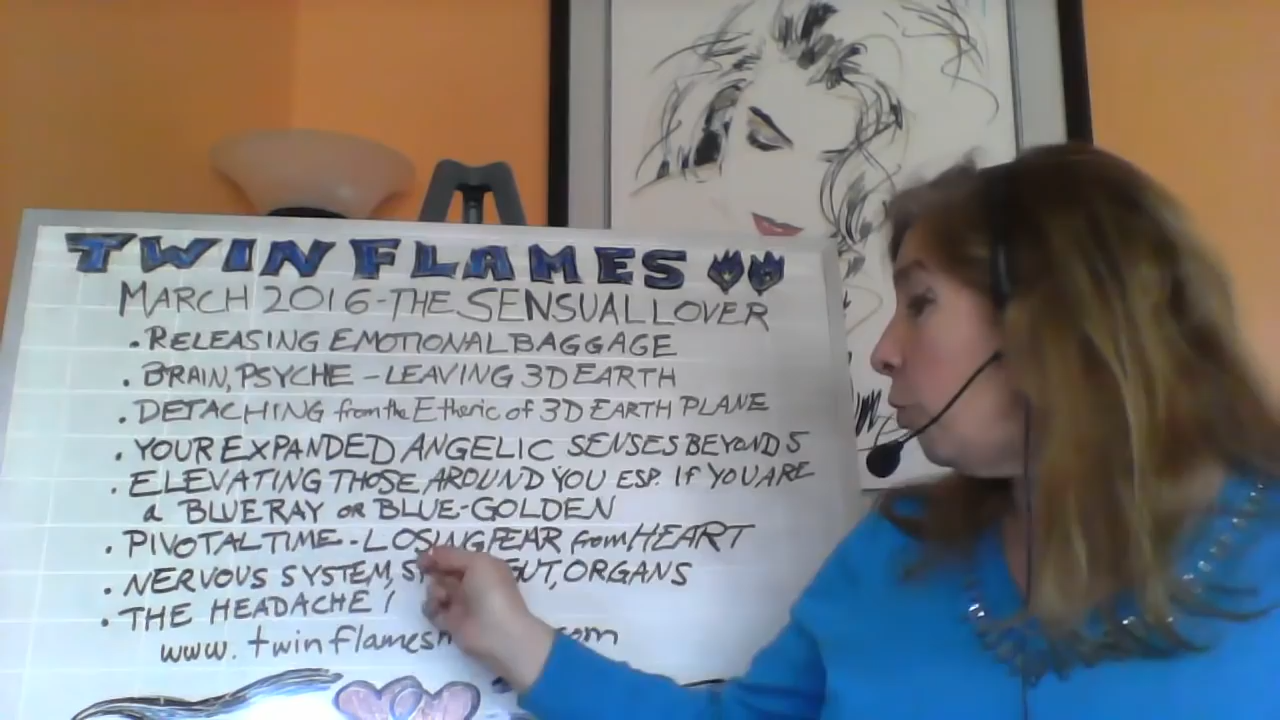 TWIN FLAMES
MARCH 2016-THE SENSUAL LOVER
• RELEASING EMOTIONAL BAGGAGE
• BRAIN, PSYCHE - LEAVING 3D EARTH
• DETACHING from the Etheric of 3D EARTH PLANE
• YOUR EXPANDED ANGELIC SENSES BEYOND 5
• ELEVATING THOSE AROUND YOU ESP. If YOU ARE
a BLUERAY OR BLUE-GOLDEN
• PIVOTAL TIME - LOSING FEAR from HEART
• NERVOUS SYSTEM, GUT, ORGANS
• THE HEADACHE!
www.twinflames .com